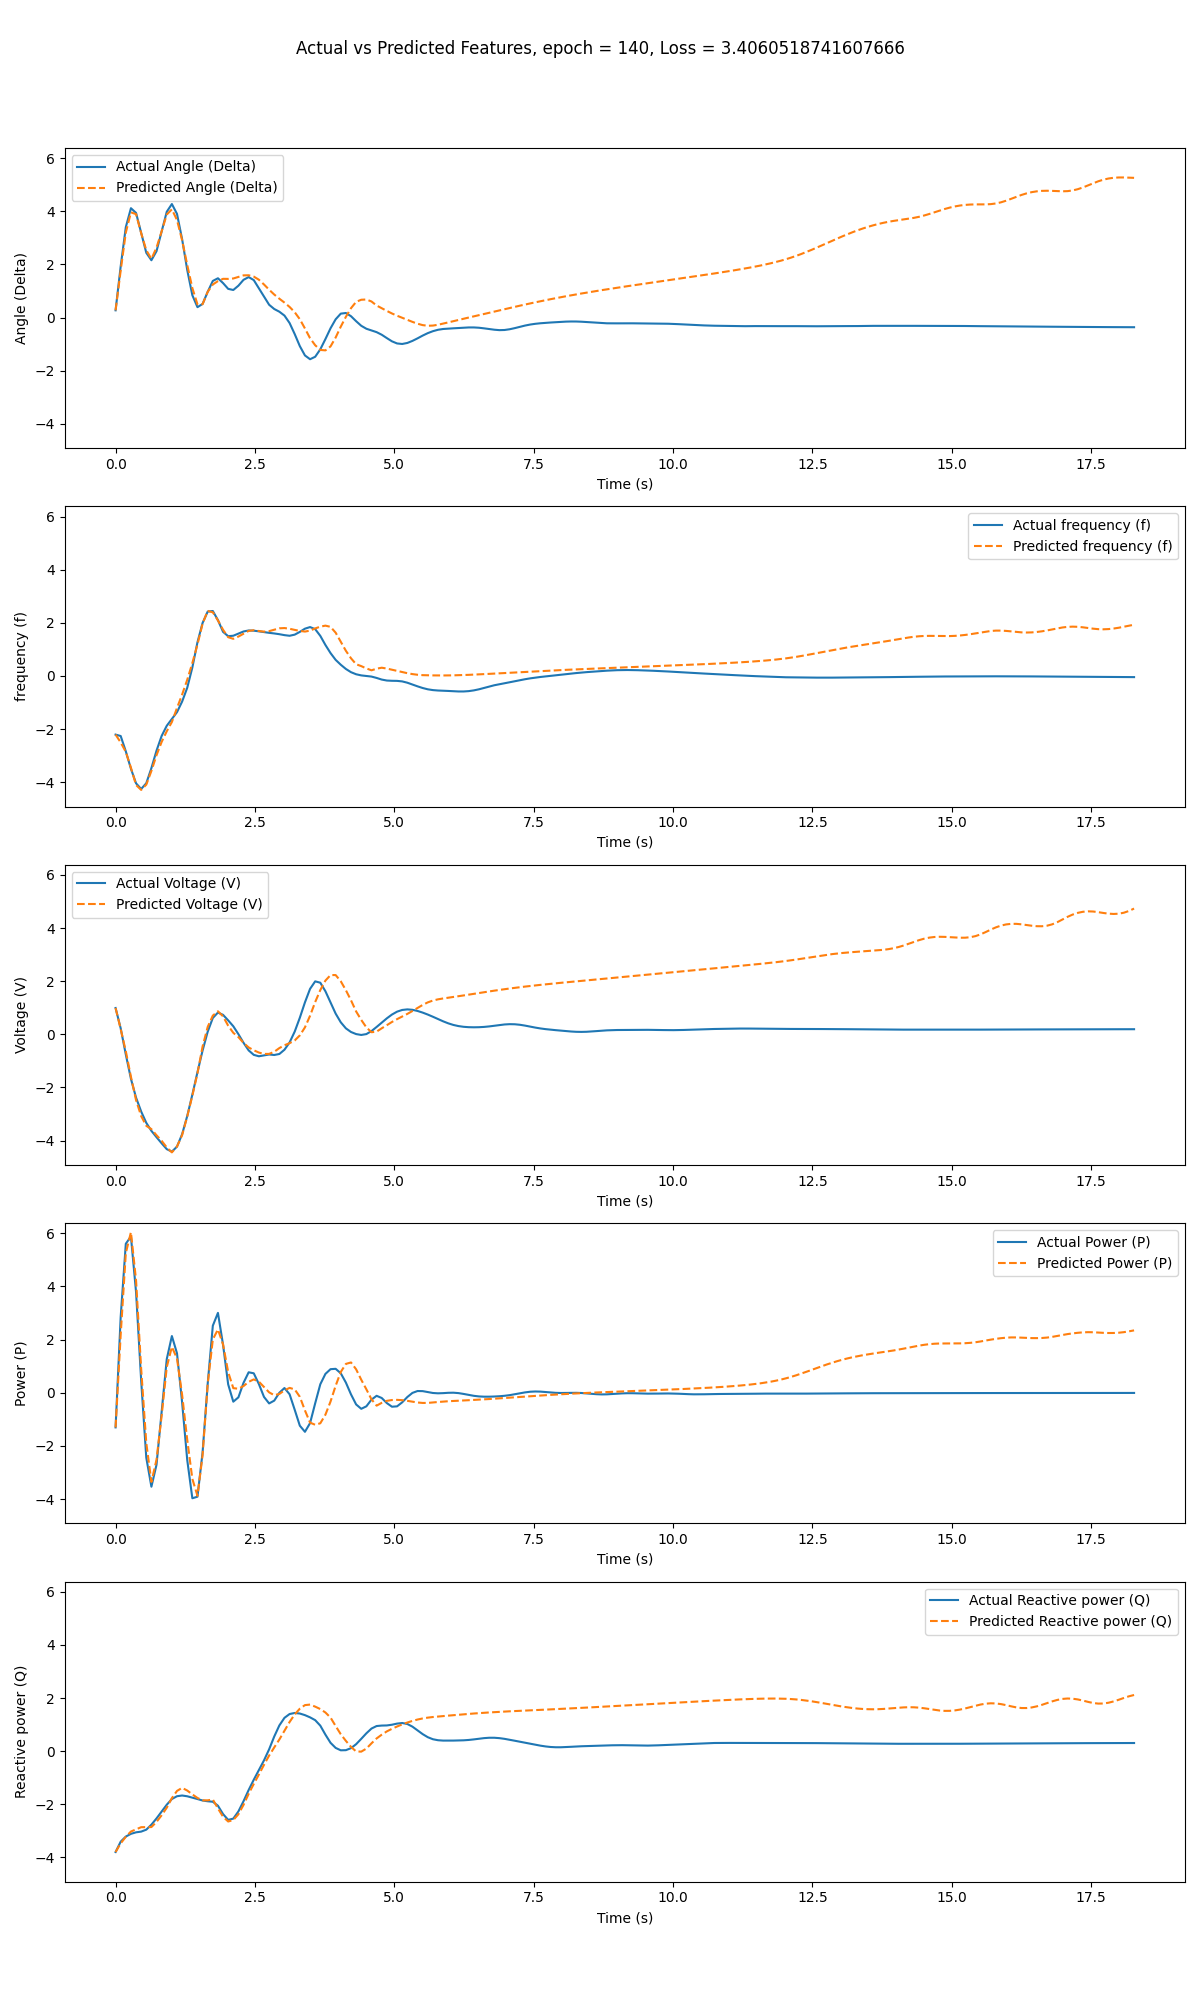 Actual vs Predicted Features, epoch = 140, Loss = 3.4060518741607666
Actual Angle (Delta)
Predicted Angle (Delta)
Angle (Delta)
6
4
2
0
−2
−4
0.0 2.5 5.0 7.5 10.0 12.5 15.0 17.5
Time (s)
Actual frequency (f)
Predicted frequency (f)
frequency (f)
6
4
2
0
−2
−4
0.0 2.5 5.0 7.5 10.0 12.5 15.0 17.5
Time (s)
Actual Voltage (V)
Predicted Voltage (V)
Voltage (V)
6
4
2
0
−2
−4
0.0 2.5 5.0 7.5 10.0 12.5 15.0 17.5
Time (s)
Actual Power (P)
Predicted Power (P)
Power (P)
6
4
2
0
−2
−4
0.0 2.5 5.0 7.5 10.0 12.5 15.0 17.5
Time (s)
Actual Reactive power (Q)
Predicted Reactive power (Q)
Reactive power (Q)
6
4
2
0
−2
−4
0.0 2.5 5.0 7.5 10.0 12.5 15.0 17.5
Time (s)